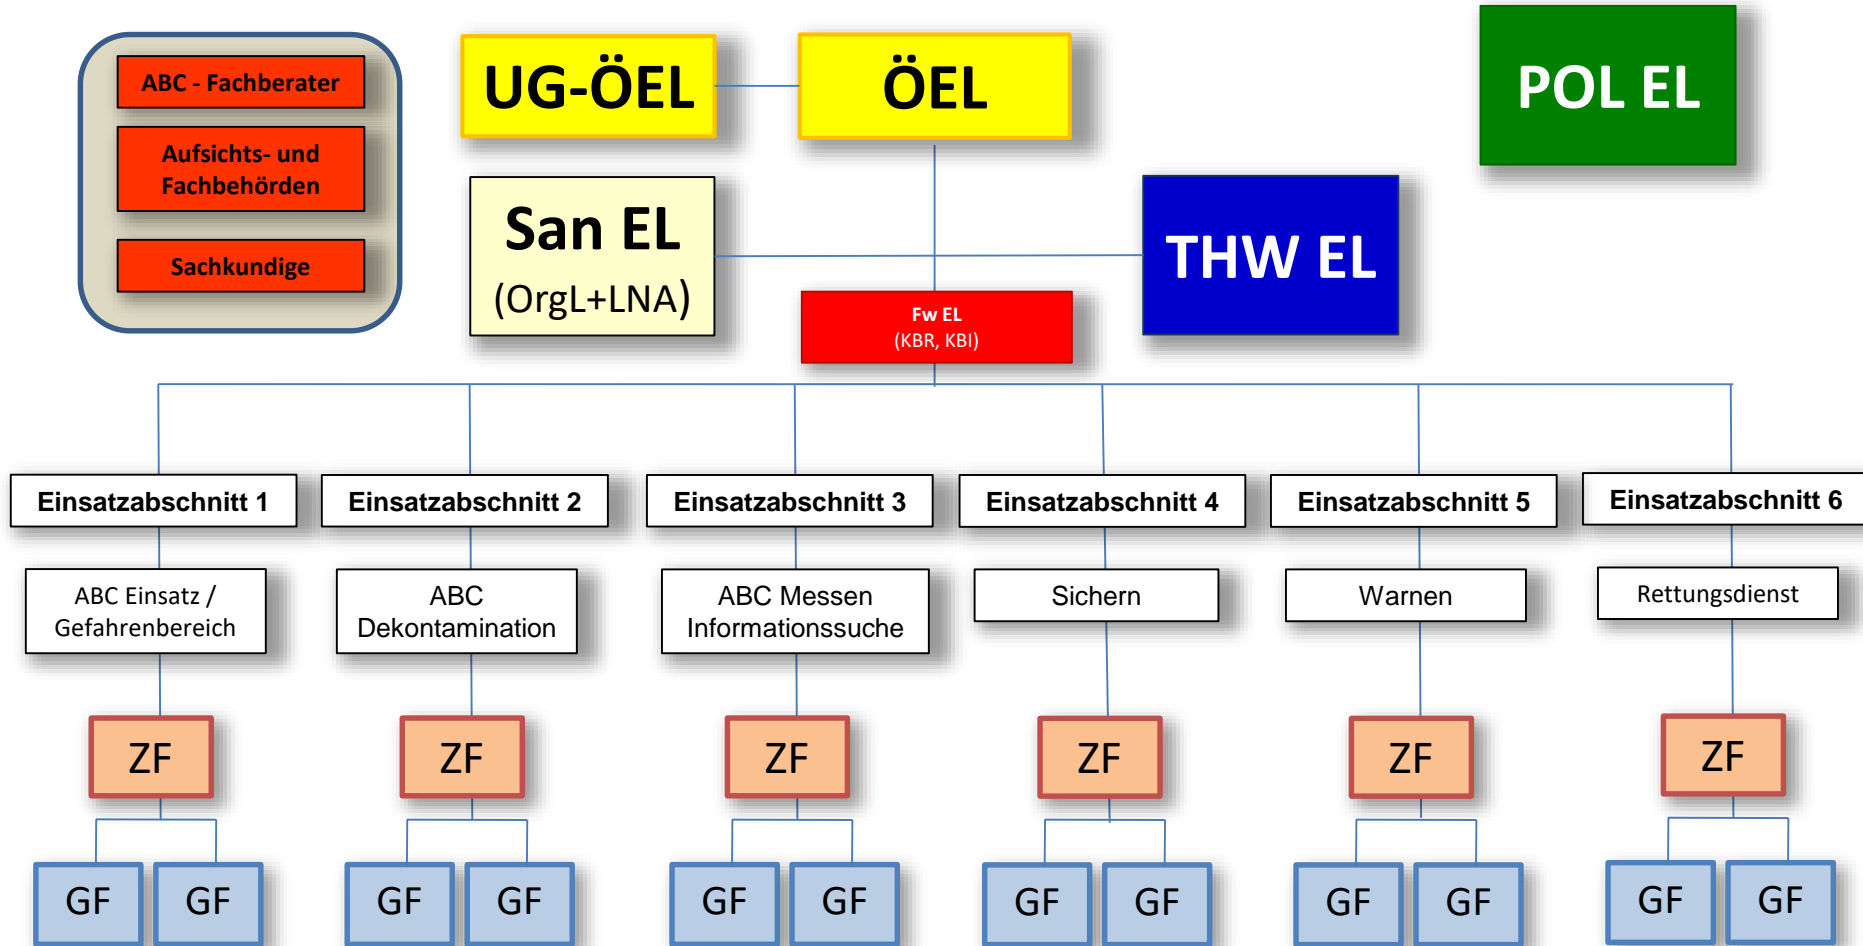 ABC - Fachberater
Aufsichts- und
Fachbehörden
Sachkundige
UG-ÖEL
ÖEL
POL EL
San EL
(OrgL+LNA)
THW EL
Fw EL
(KBR, KBI)
Einsatzabschnitt 1
Einsatzabschnitt 2
Einsatzabschnitt 3
Einsatzabschnitt 4
Einsatzabschnitt 5
Einsatzabschnitt 6
ABC Einsatz /
Gefahrenbereich
ABC
Dekontamination
ABC Messen
Informationssuche
Sichern
Warnen
Rettungsdienst
ZF
ZF
ZF
ZF
ZF
ZF
GF
GF
GF
GF
GF
GF
GF
GF
GF
GF
GF
GF